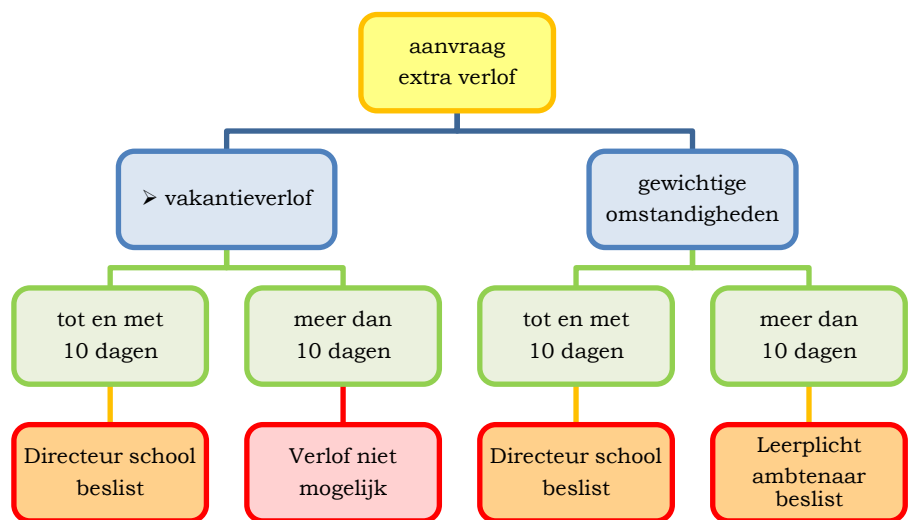 aanvraag
extra verlof
➢ vakantieverlof
gewichtige
omstandigheden
tot en met
10 dagen
meer dan
10 dagen
tot en met
10 dagen
meer dan
10 dagen
Directeur school
beslist
Verlof niet
mogelijk
Directeur school
beslist
Leerplicht
ambtenaar
beslist